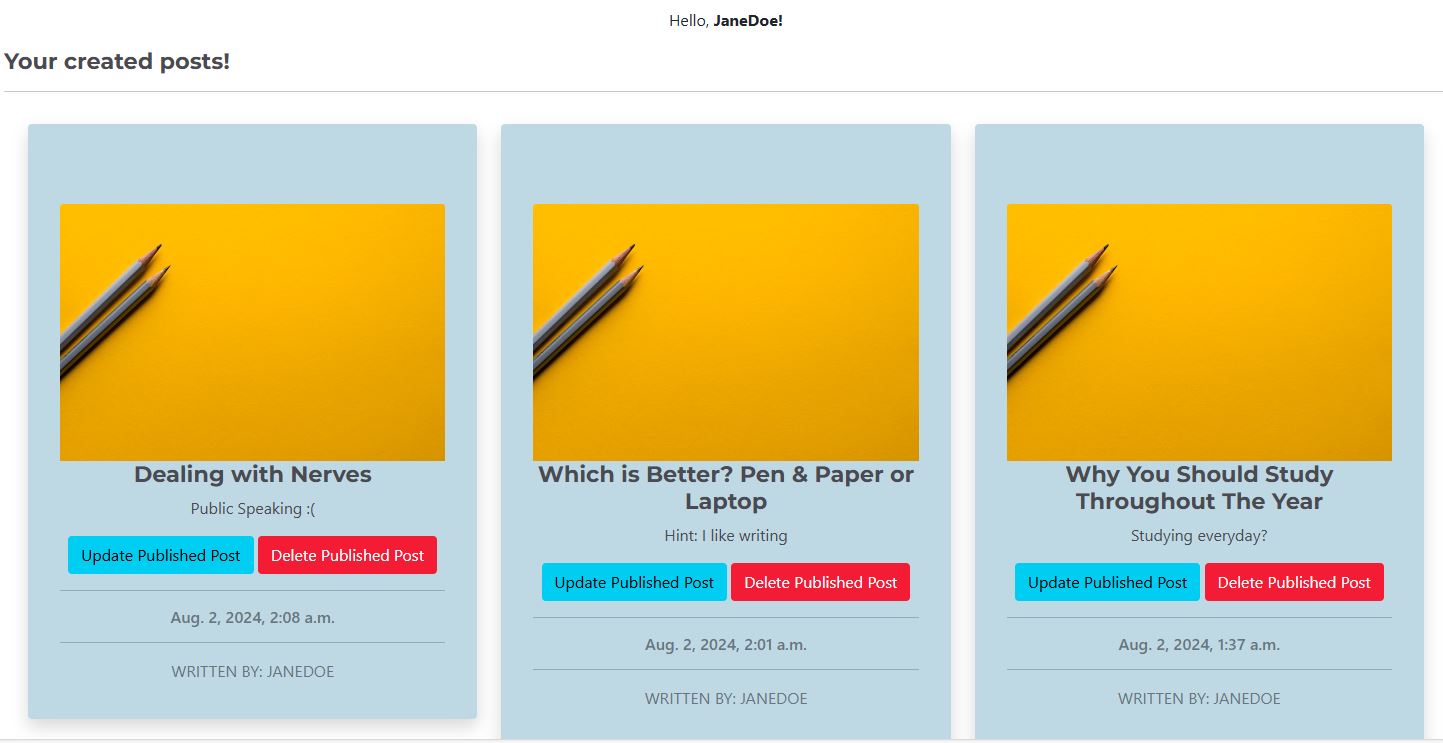 Hello, JaneDoe!
Your created posts!
Dealing with Nerves
Public Speaking :(
Update Published Post Delete Published Post
Aug. 2, 2024, 2:08 a.m.
WRITTEN BY: JANEDOE
Which is Better? Pen & Paper or
Laptop
Hint: I like writing
Update Published Post Delete Published Post
Aug. 2, 2024, 2:01 a.m.
WRITTEN BY: JANEDOE
Why You Should Study
Throughout The Year
Studying everyday?
Update Published Post Delete Published Post
Aug. 2, 2024, 1:37 a.m.
WRITTEN BY: JANEDOE